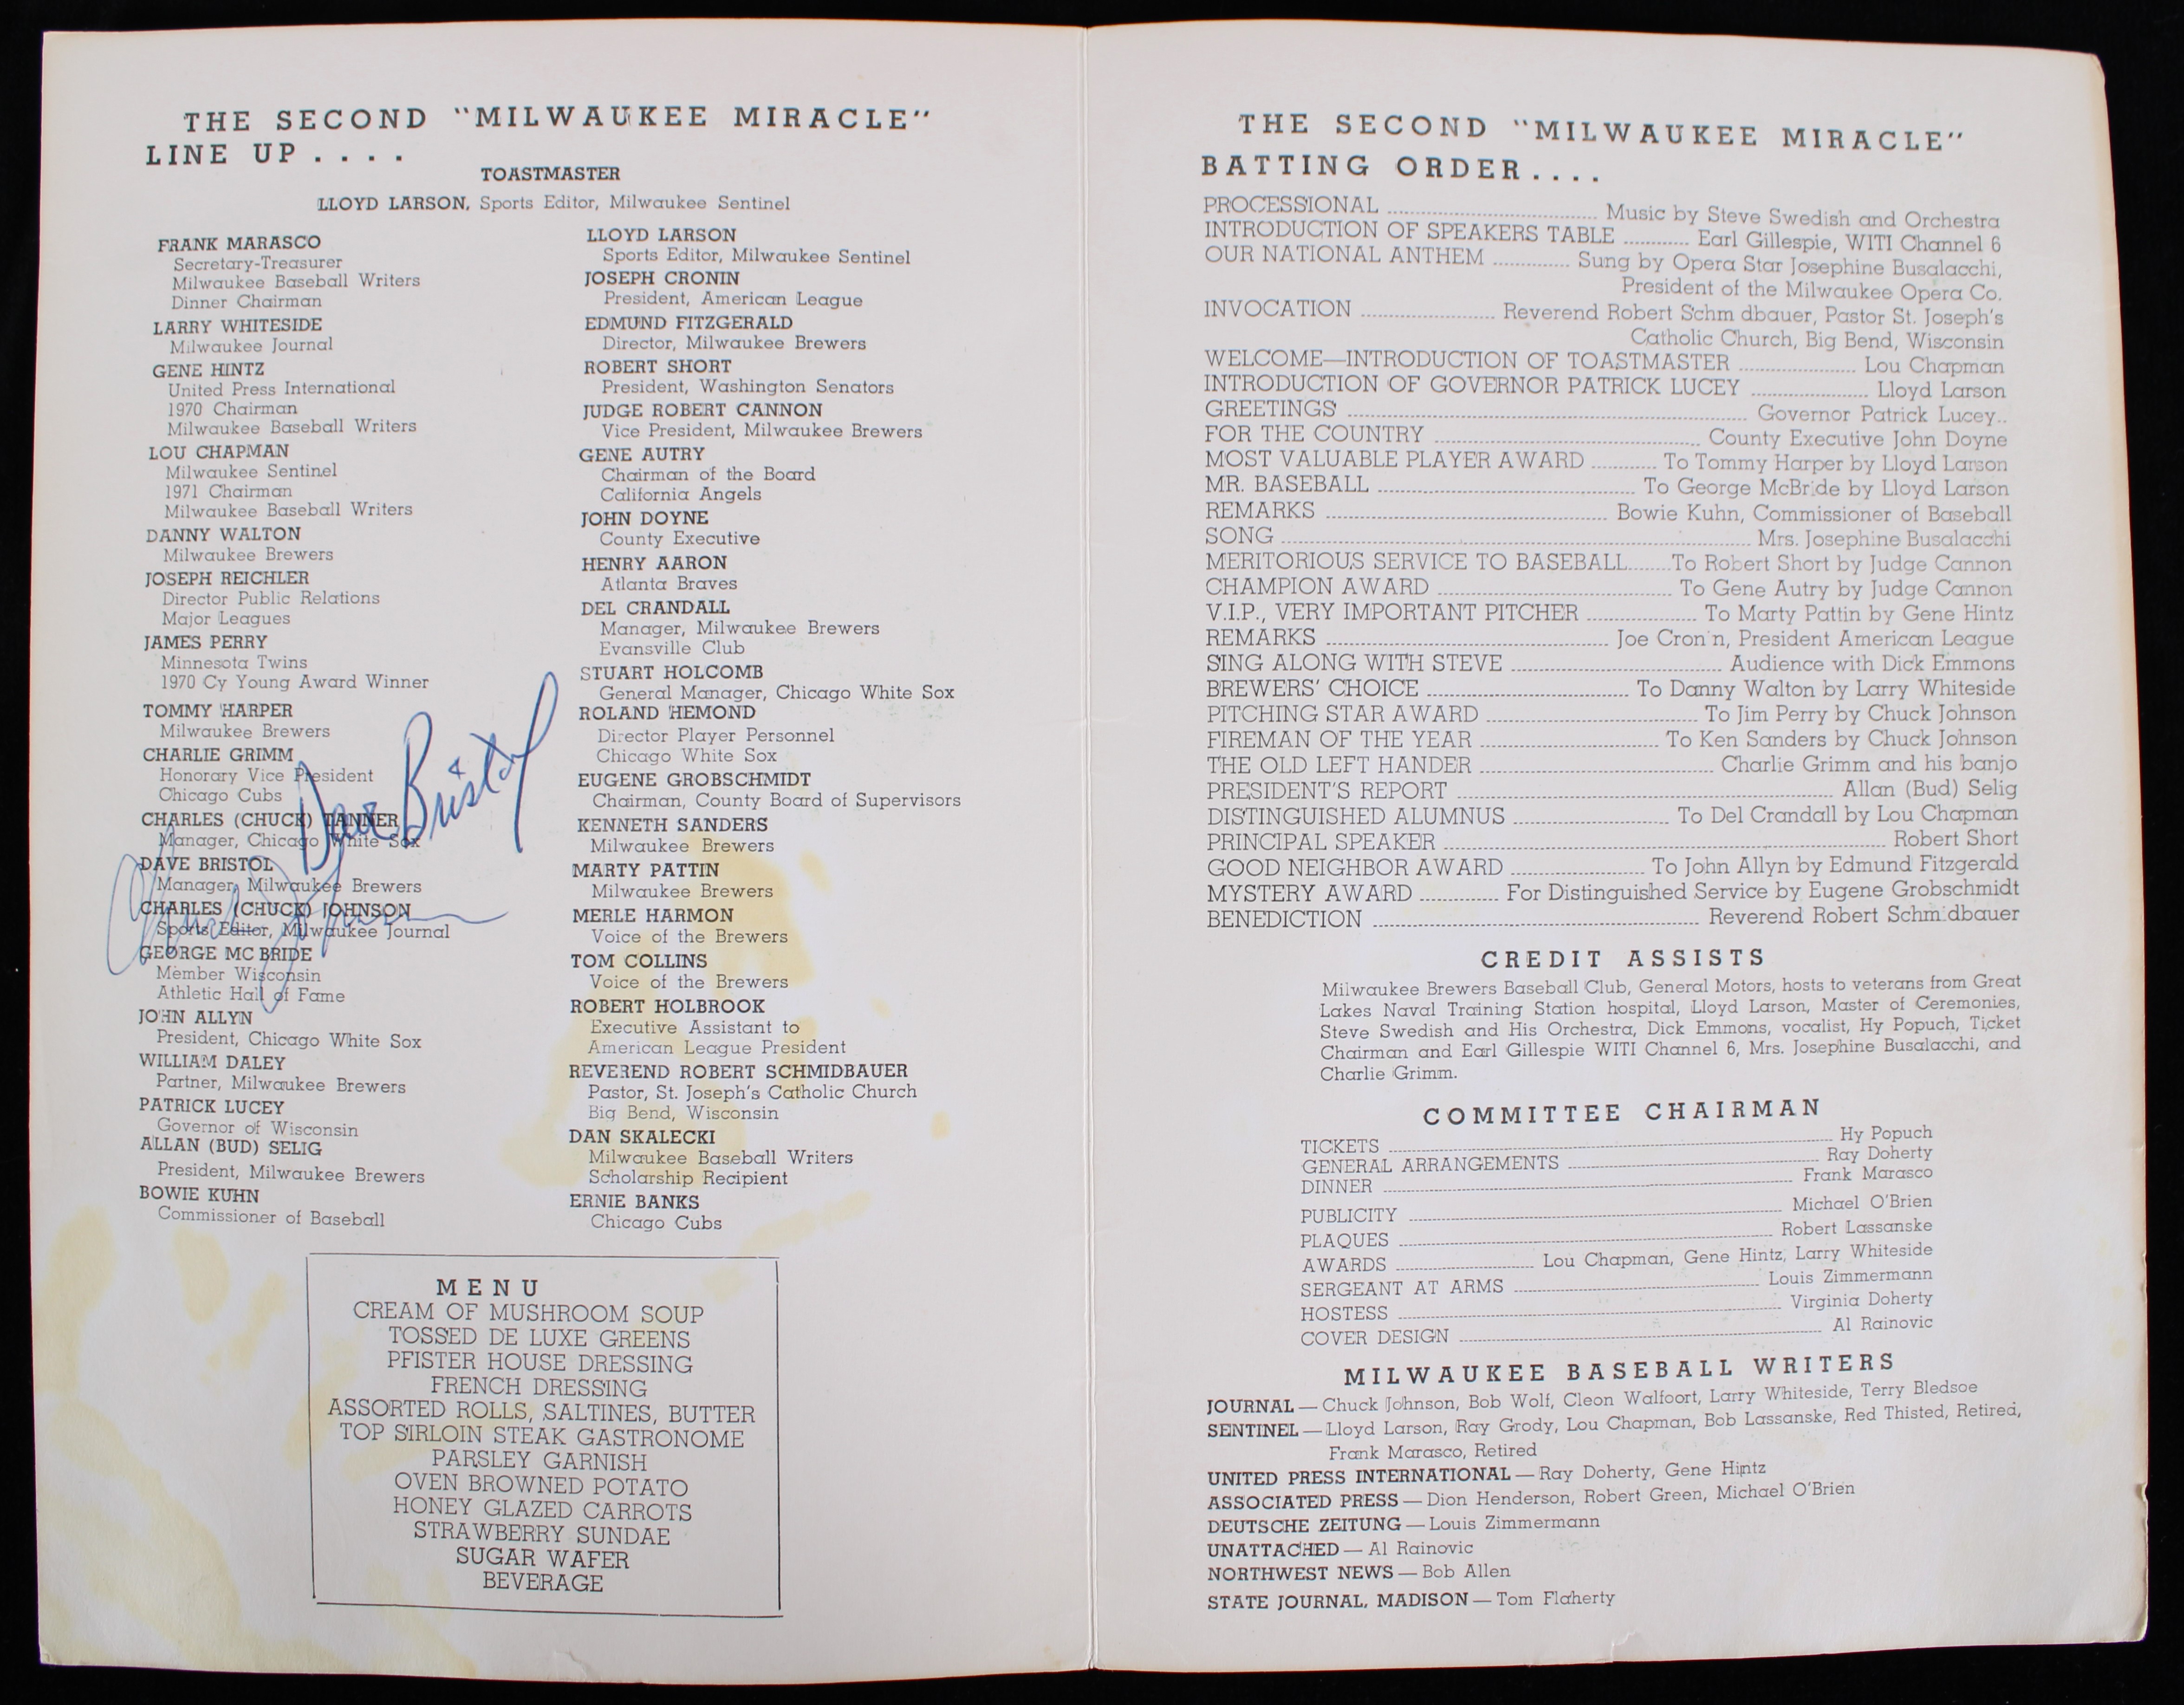 THE SECOND "MILWAUKEE MIRACLE"
LINE UP . . . .
TOASTMASTER
LLOYD LARSON, Sports Editor, Milwaukee Sentinel
FRANK MARASCO
Secretary-Treasurer
Milwaukee Baseball Writers
Dinner Chairman
LARRY WHITESIDE
Milwaukee Journal
GENE HINTZ
United Press International
1970 Chairman
Milwaukee Baseball Writers
LOU CHAPMAN
Milwaukee Sentinel
1971 Chairman
Milwaukee Baseball Writers
DANNY WALTON
Milwaukee Brewers
JOSEPH REICHLER
Director Public Relations
Major Leagues
JAMES PERRY
Minnesota Twins
1970 Cy Young Award Winner
TOMMY HARPER
Milwaukee Brewers
CHARLIE GRIMM
Honorary Vice President
Chicago Cubs
CHARLES (CHUCK) TANNER
Manager, Chicago White Sox
DAVE BRISTOL
Manager, Milwaukee Brewers
CHARLES (CHUCK) JOHNSON
Sports Editor, Milwaukee Journal
GEORGE MC BRIDE
Member Wisconsin
Athletic Hall of Fame
JOHN ALLYN
President, Chicago White Sox
WILLIAM DALEY
Partner, Milwaukee Brewers
PATRICK LUCEY
Governor of Wisconsin
ALLAN (BUD) SELIG
President, Milwaukee Brewers
BOWIE KUHN
Commissioner of Baseball
Dave Bristol
Chuck Johnson
LLOYD LARSON
Sports Editor, Milwaukee Sentinel
JOSEPH CRONIN
President, American League
EDMUND FITZGERALD
Director, Milwaukee Brewers
ROBERT SHORT
President, Washington Senators
JUDGE ROBERT CANNON
Vice President, Milwaukee Brewers
GENE AUTRY
Chairman of the Board
California Angels
JOHN DOYNE
County Executive
HENRY AARON
Atlanta Braves
DEL CRANDALL
Manager, Milwaukee Brewers
Evansville Club
STUART HOLCOMB
General Manager, Chicago White Sox
ROLAND HEMOND
Director Player Personnel
Chicago White Sox
EUGENE GROBSCHMIDT
Chairman, County Board of Supervisors
KENNETH SANDERS
Milwaukee Brewers
MARTY PATTIN
Milwaukee Brewers
MERLE HARMON
Voice of the Brewers
TOM COLLINS
Voice of the Brewers
ROBERT HOLBROOK
Executive Assistant to
American League President
REVEREND ROBERT SCHMIDBAUER
Pastor, St. Joseph's Catholic Church
Big Bend, Wisconsin
DAN SKALECKI
Milwaukee Baseball Writers
Scholarship Recipient
ERNIE BANKS
Chicago Cubs
MENU
CREAM OF MUSHROOM SOUP
TOSSED DE LUXE GREENS
PFISTER HOUSE DRESSING
FRENCH DRESSING
ASSORTED ROLLS, SALTINES, BUTTER
TOP SIRLOIN STEAK GASTRONOME
PARSLEY GARNISH
OVEN BROWNED POTATO
HONEY GLAZED CARROTS
STRAWBERRY SUNDAE
SUGAR WAFER
BEVERAGE
THE SECOND "MILWAUKEE MIRACLE"
BATTING ORDER . . . .
PROCESSIONAL ........ Music by Steve Swedish and Orchestra
INTRODUCTION OF SPEAKERS TABLE ........ Earl Gillespie, WITI Channel 6
OUR NATIONAL ANTHEM ........ Sung by Opera Star Josephine Busalacchi,
President of the Milwaukee Opera Co.
INVOCATION ........ Reverend Robert Schm dbauer, Pastor St. Joseph's
Catholic Church, Big Bend, Wisconsin
WELCOME—INTRODUCTION OF TOASTMASTER ........ Lou Chapman
INTRODUCTION OF GOVERNOR PATRICK LUCEY ........ Lloyd Larson
GREETINGS ........ Governor Patrick Lucey..
FOR THE COUNTRY ........ County Executive John Doyne
MOST VALUABLE PLAYER AWARD ........ To Tommy Harper by Lloyd Larson
MR. BASEBALL ........ To George McBride by Lloyd Larson
REMARKS ........ Bowie Kuhn, Commissioner of Baseball
SONG ........ Mrs. Josephine Busalacchi
MERITORIOUS SERVICE TO BASEBALL ........ To Robert Short by Judge Cannon
CHAMPION AWARD ........ To Gene Autry by Judge Cannon
V.I.P., VERY IMPORTANT PITCHER ........ To Marty Pattin by Gene Hintz
REMARKS ........ Joe Cron n, President American League
SING ALONG WITH STEVE ........ Audience with Dick Emmons
BREWERS' CHOICE ........ To Danny Walton by Larry Whiteside
PITCHING STAR AWARD ........ To Jim Perry by Chuck Johnson
FIREMAN OF THE YEAR ........ To Ken Sanders by Chuck Johnson
THE OLD LEFT HANDER ........ Charlie Grimm and his banjo
PRESIDENT'S REPORT ........ Allan (Bud) Selig
DISTINGUISHED ALUMNUS ........ To Del Crandall by Lou Chapman
PRINCIPAL SPEAKER ........ Robert Short
GOOD NEIGHBOR AWARD ........ To John Allyn by Edmund Fitzgerald
MYSTERY AWARD ........ For Distinguished Service by Eugene Grobschmidt
BENEDICTION ........ Reverend Robert Schmidbauer
CREDIT ASSISTS
Milwaukee Brewers Baseball Club, General Motors, hosts to veterans from Great
Lakes Naval Training Station hospital, Lloyd Larson, Master of Ceremonies,
Steve Swedish and His Orchestra, Dick Emmons, vocalist, Hy Popuch, Ticket
Chairman and Earl Gillespie WITI Channel 6, Mrs. Josephine Busalacchi, and
Charlie Grimm.
COMMITTEE CHAIRMAN
TICKETS ........ Hy Popuch
GENERAL ARRANGEMENTS ........ Ray Doherty
DINNER ........ Frank Marasco
PUBLICITY ........ Michael O'Brien
PLAQUES ........ Robert Lassanske
AWARDS ........ Lou Chapman, Gene Hintz, Larry Whiteside
SERGEANT AT ARMS ........ Louis Zimmermann
HOSTESS ........ Virginia Doherty
COVER DESIGN ........ Al Rainovic
MILWAUKEE BASEBALL WRITERS
JOURNAL — Chuck Johnson, Bob Wolf, Cleon Walfoort, Larry Whiteside, Terry Bledsoe
SENTINEL — Lloyd Larson, Ray Grody, Lou Chapman, Bob Lassanske, Red Thisted, Retired,
Frank Marasco, Retired
UNITED PRESS INTERNATIONAL — Ray Doherty, Gene Hintz
ASSOCIATED PRESS — Dion Henderson, Robert Green, Michael O'Brien
DEUTSCHE ZEITUNG — Louis Zimmermann
UNATTACHED — Al Rainovic
NORTHWEST NEWS — Bob Allen
STATE JOURNAL, MADISON — Tom Flaherty